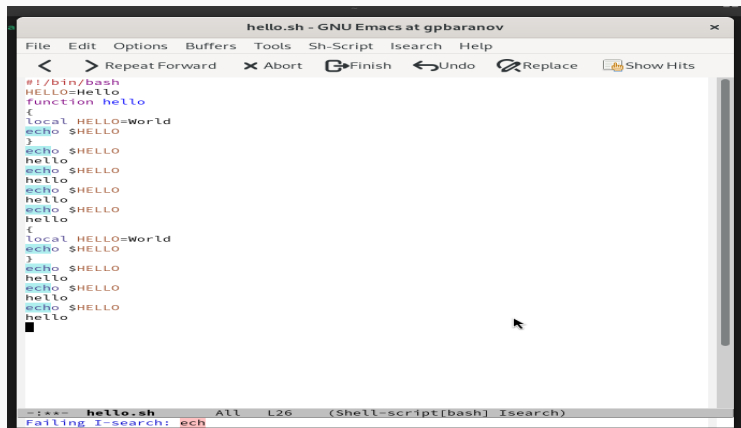 hello.sh - GNU Emacs at gpbaranov
File Edit Options Buffers Tools Sh-Script Isearch Help
Repeat Forward Abort Finish Undo Replace Show Hits
#!/bin/bash
HELLO=Hello
function hello
{
local HELLO=World
echo $HELLO
}
echo $HELLO
hello
echo $HELLO
hello
echo $HELLO
hello
echo $HELLO
hello
{
local HELLO=World
echo $HELLO
}
echo $HELLO
hello
echo $HELLO
hello
echo $HELLO
hello
-:**- hello.sh All L26 (Shell-script[bash] Isearch)
Failing I-search: ech